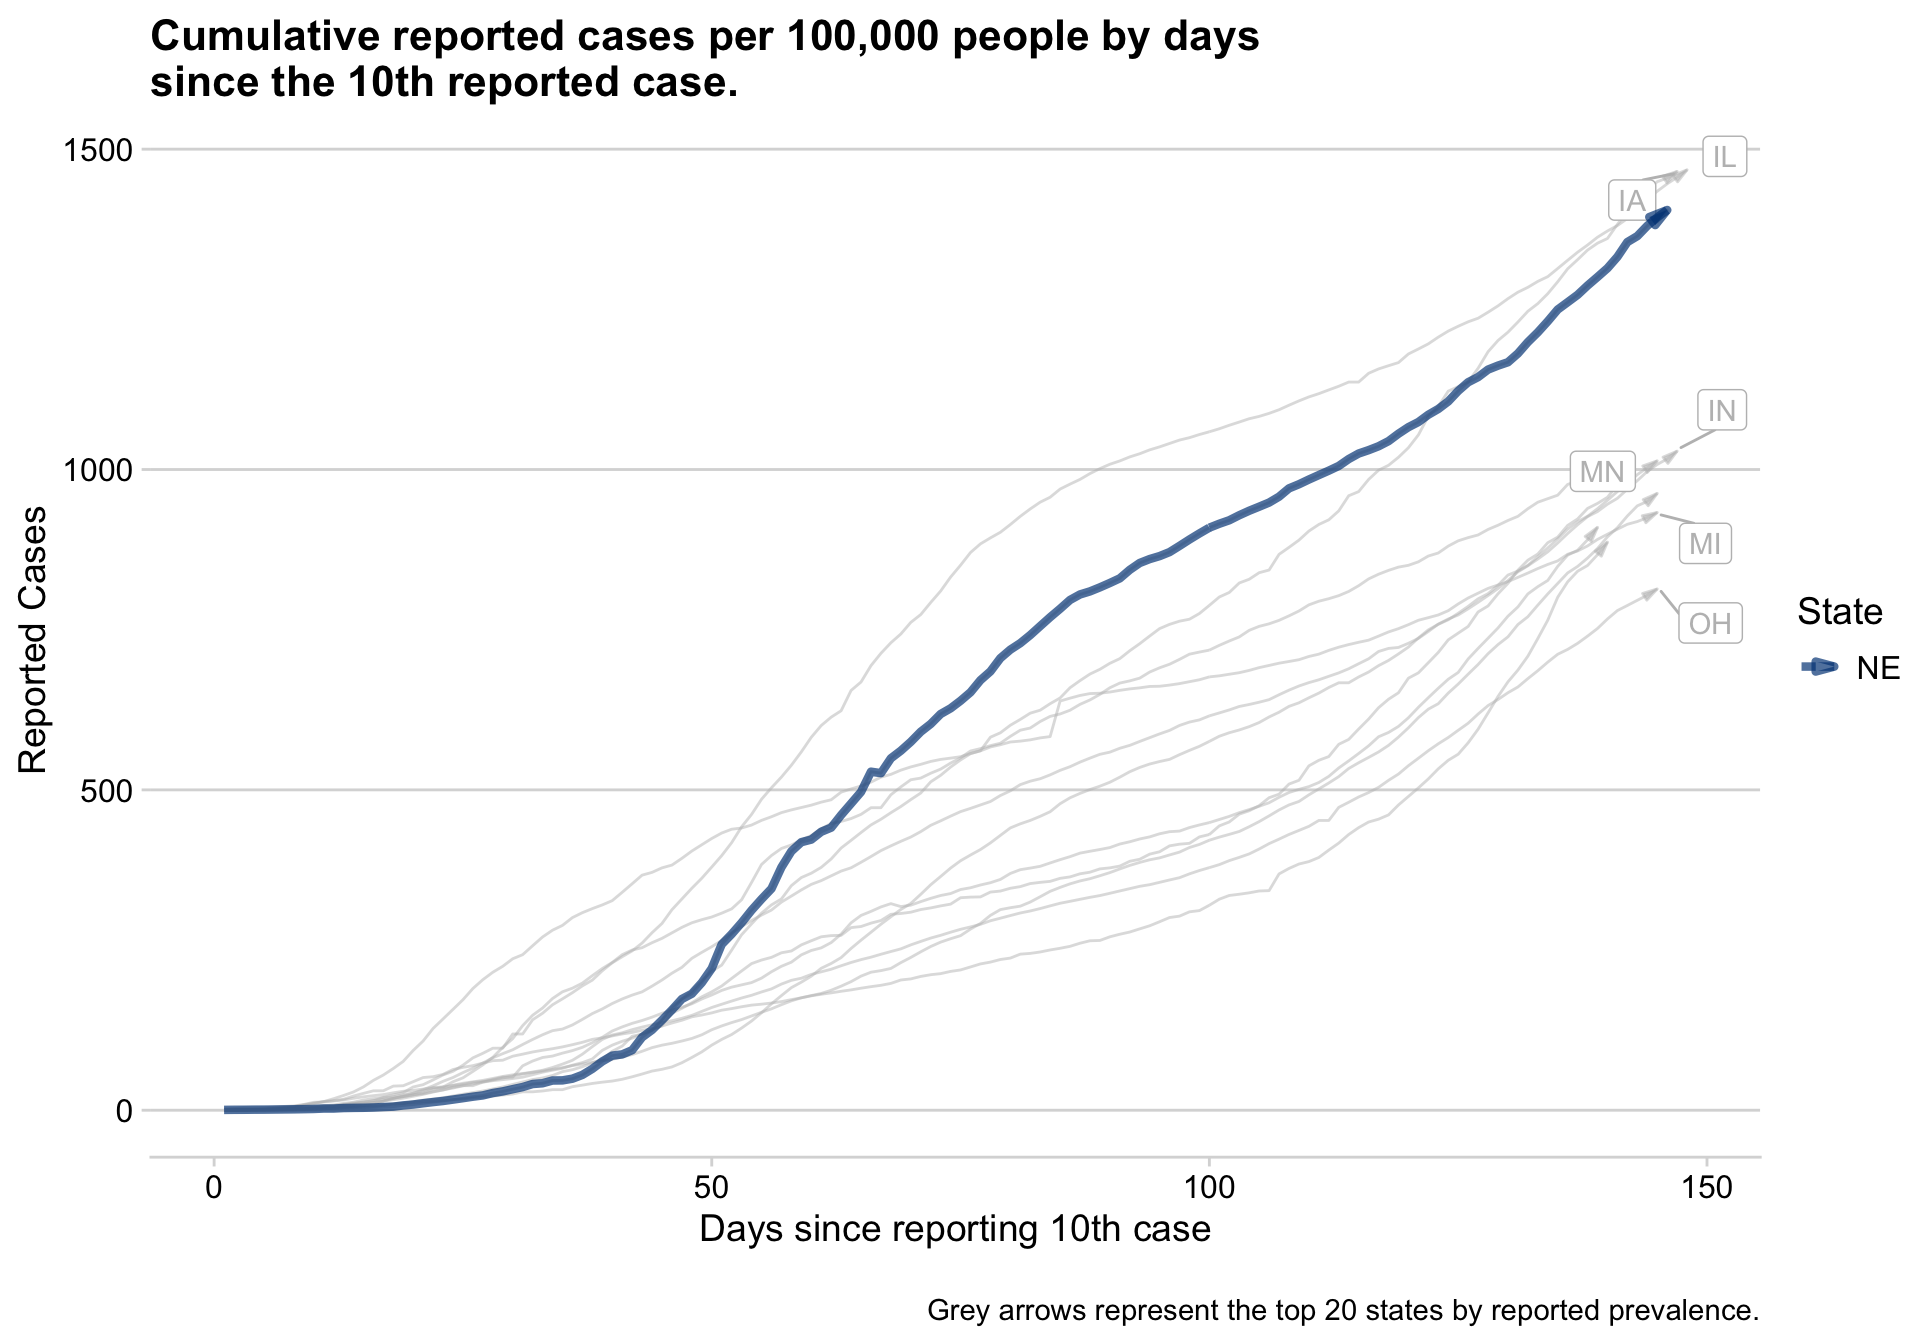 Cumulative reported cases per 100,000 people by days
since the 10th reported case.
1500
IL
IA
IN
1000
MN
MI
Reported Cases
State
OH
NE
500
0
0 50 100 150
Days since reporting 10th case
Grey arrows represent the top 20 states by reported prevalence.